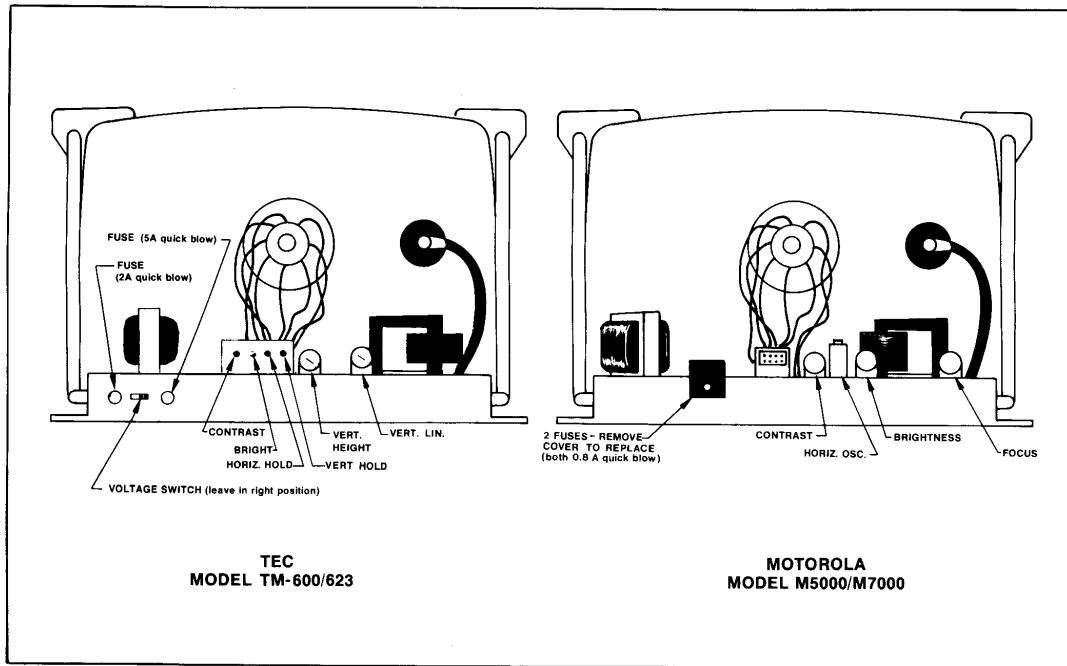 FUSE (5A quick blow)
FUSE
(2A quick blow)
CONTRAST
BRIGHT
HORIZ. HOLD
VERT.
HEIGHT
VERT HOLD
VERT. LIN.
VOLTAGE SWITCH (leave in right position)
TEC
MODEL TM-600/623
2 FUSES - REMOVE
COVER TO REPLACE
(both 0.8 A quick blow)
CONTRAST
HORIZ. OSC.
BRIGHTNESS
FOCUS
MOTOROLA
MODEL M5000/M7000